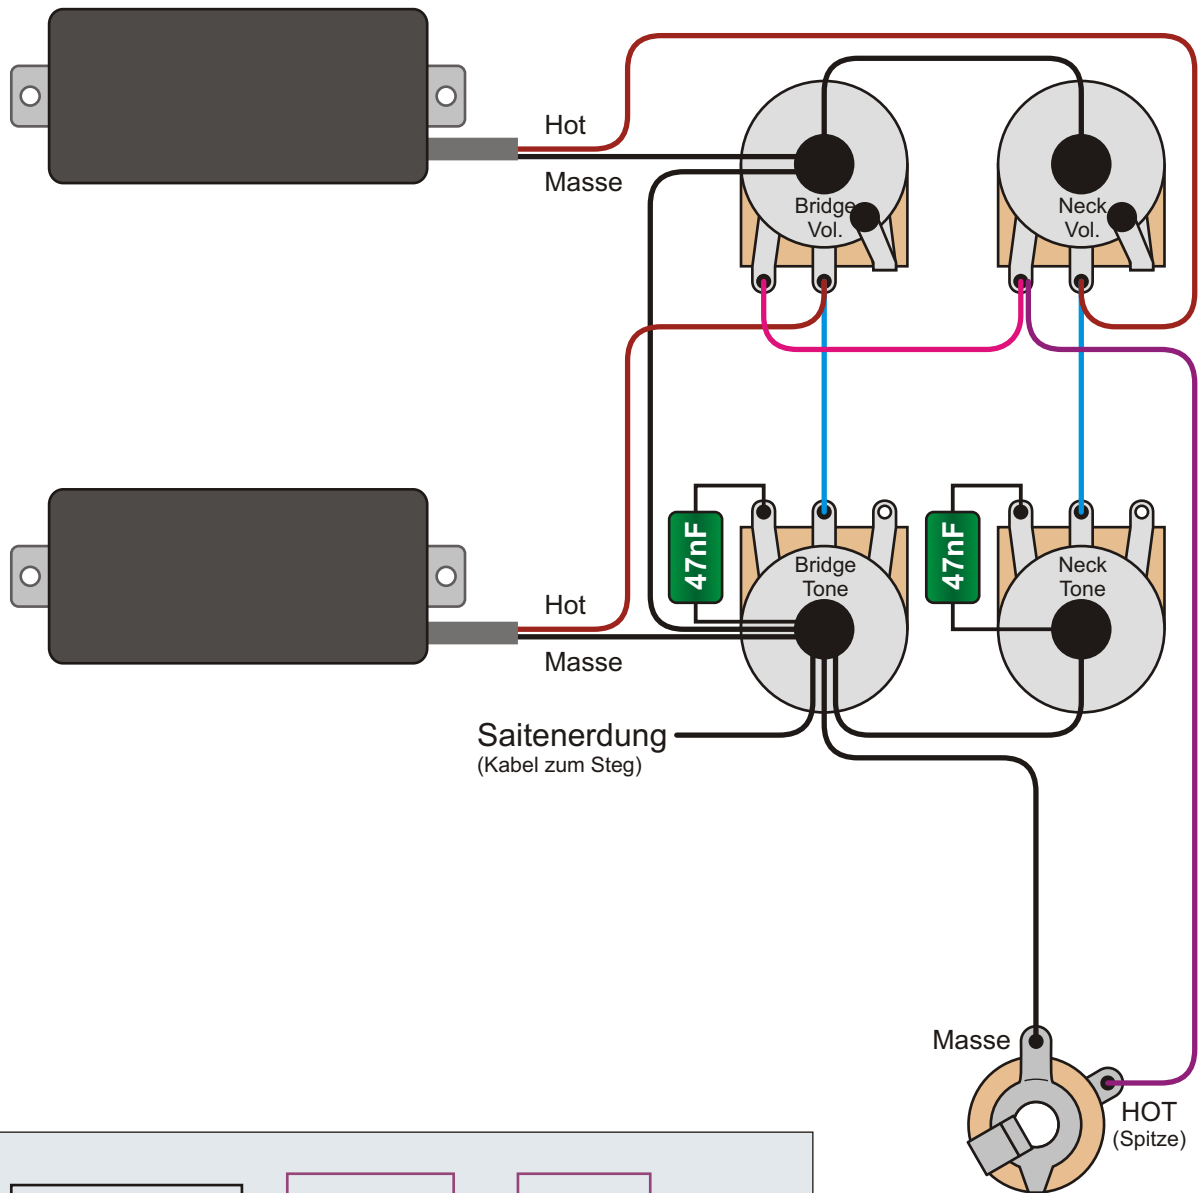 Hot
Masse
Bridge
Vol.
Neck
Vol.
47nF
Bridge
Tone
47nF
Neck
Tone
Hot
Masse
Saitenerdung
(Kabel zum Steg)
Masse
HOT
(Spitze)